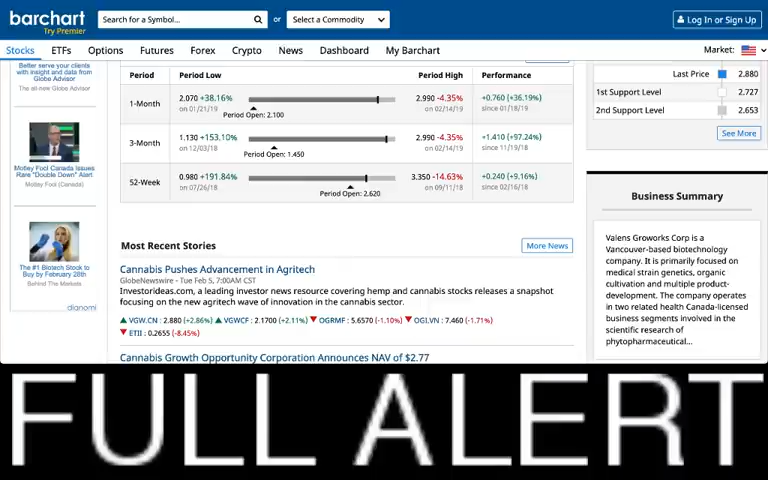 barchart
Try Premier
Search for a Symbol...
or
Select a Commodity
Log In or Sign Up
Stocks ETFs Options Futures Forex Crypto News Dashboard My Barchart
Market:
Better serve your clients
with insight and data from
Globe Advisor
The all-new Globe Advisor
Motley Fool Canada Issues
Rare "Double Down" Alert
Motley Fool (Canada)
The #1 Biotech Stock to
Buy by February 28th
Behind The Markets
dianomi
Period Period Low Period High Performance
1-Month 2.070 +38.16% 2.990 -4.35% +0.760 (+36.19%)
on 01/21/19 on 02/14/19 since 01/18/19
Period Open: 2.100
3-Month 1.130 +153.10% 2.990 -4.35% +1.410 (+97.24%)
on 12/03/18 on 02/14/19 since 11/19/18
Period Open: 1.450
52-Week 0.980 +191.84% 3.350 -14.63% +0.240 (+9.16%)
on 07/26/18 on 09/11/18 since 02/16/18
Period Open: 2.620
Most Recent Stories
More News
Cannabis Pushes Advancement in Agritech
GlobeNewswire - Tue Feb 5, 7:00AM CST
Investorideas.com, a leading investor news resource covering hemp and cannabis stocks releases a snapshot
focusing on the new agritech wave of innovation in the cannabis sector.
VGW.CN : 2.880 (+2.86%) VGWCF : 2.1700 (+2.11%) OGRMF : 5.6570 (-1.10%) OGI.VN : 7.460 (-1.71%)
ETII : 0.2655 (-8.45%)
Cannabis Growth Opportunity Corporation Announces NAV of $2.77
Last Price 2.880
1st Support Level 2.727
2nd Support Level 2.653
See More
Business Summary
Valens Groworks Corp is a
Vancouver-based biotechnology
company. It is primarily focused on
medical strain genetics, organic
cultivation and multiple product-
development. The company operates
in two related health Canada-licensed
business segments involved in the
scientific research of
phytopharmaceutical...
FULL ALERT